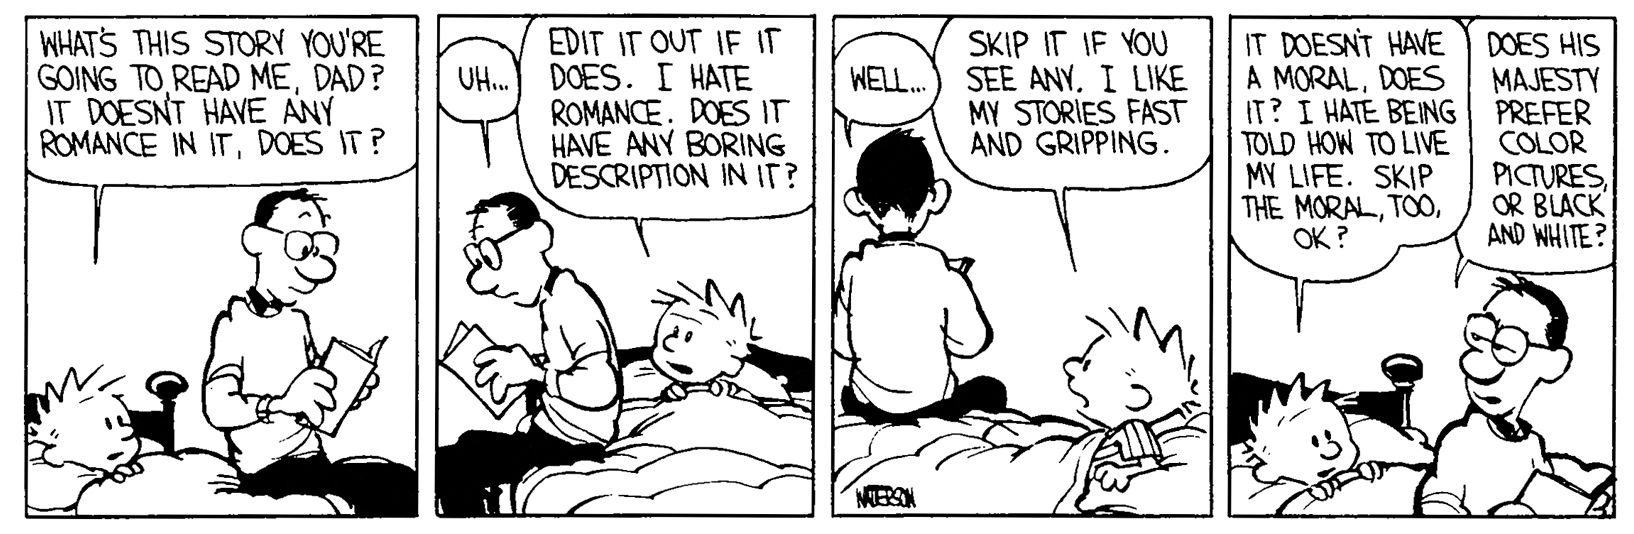 WHAT'S THIS STORY YOU'RE
GOING TO READ ME, DAD?
IT DOESN'T HAVE ANY
ROMANCE IN IT, DOES IT?
UH...
EDIT IT OUT IF IT
DOES. I HATE
ROMANCE. DOES IT
HAVE ANY BORING
DESCRIPTION IN IT?
WELL...
SKIP IT IF YOU
SEE ANY. I LIKE
MY STORIES FAST
AND GRIPPING.
WATTERSON
IT DOESN'T HAVE
A MORAL, DOES
IT? I HATE BEING
TOLD HOW TO LIVE
MY LIFE. SKIP
THE MORAL, TOO,
OK?
DOES HIS
MAJESTY
PREFER
COLOR
PICTURES,
OR BLACK
AND WHITE?